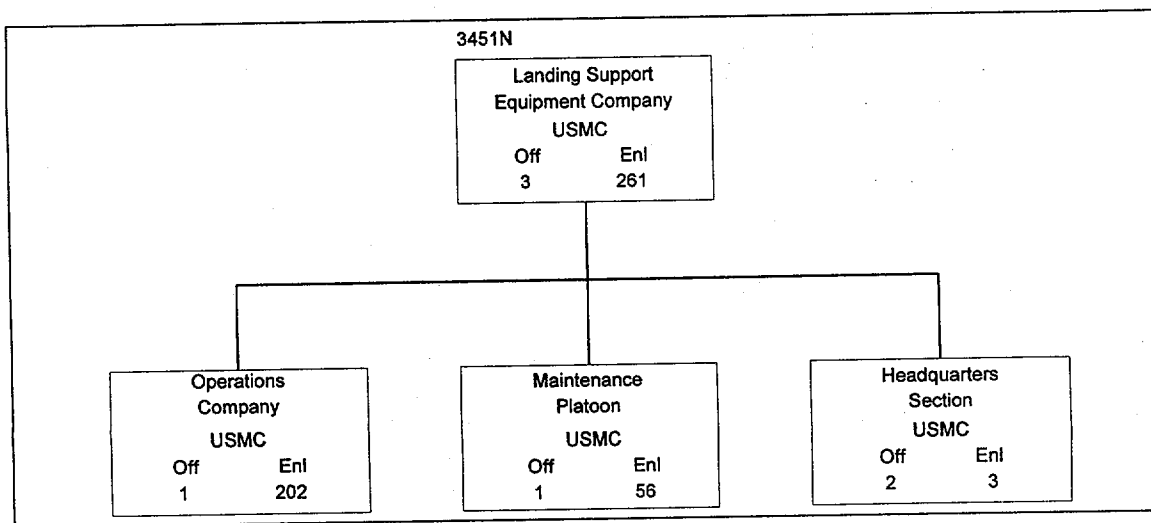 3451N
Landing Support
Equipment Company
USMC
Off Enl
3 261
Operations
Company
USMC
Off Enl
1 202
Maintenance
Platoon
USMC
Off Enl
1 56
Headquarters
Section
USMC
Off Enl
2 3